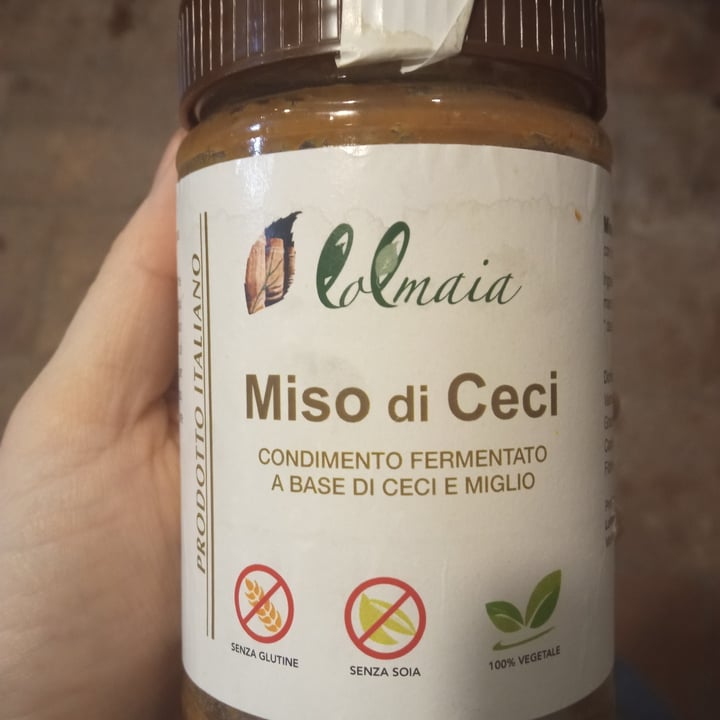 lolmaia
Miso di Ceci
CONDIMENTO FERMENTATO
A BASE DI CECI E MIGLIO
PRODOTTO ITALIANO
SENZA GLUTINE
SENZA SOIA
100% VEGETALE